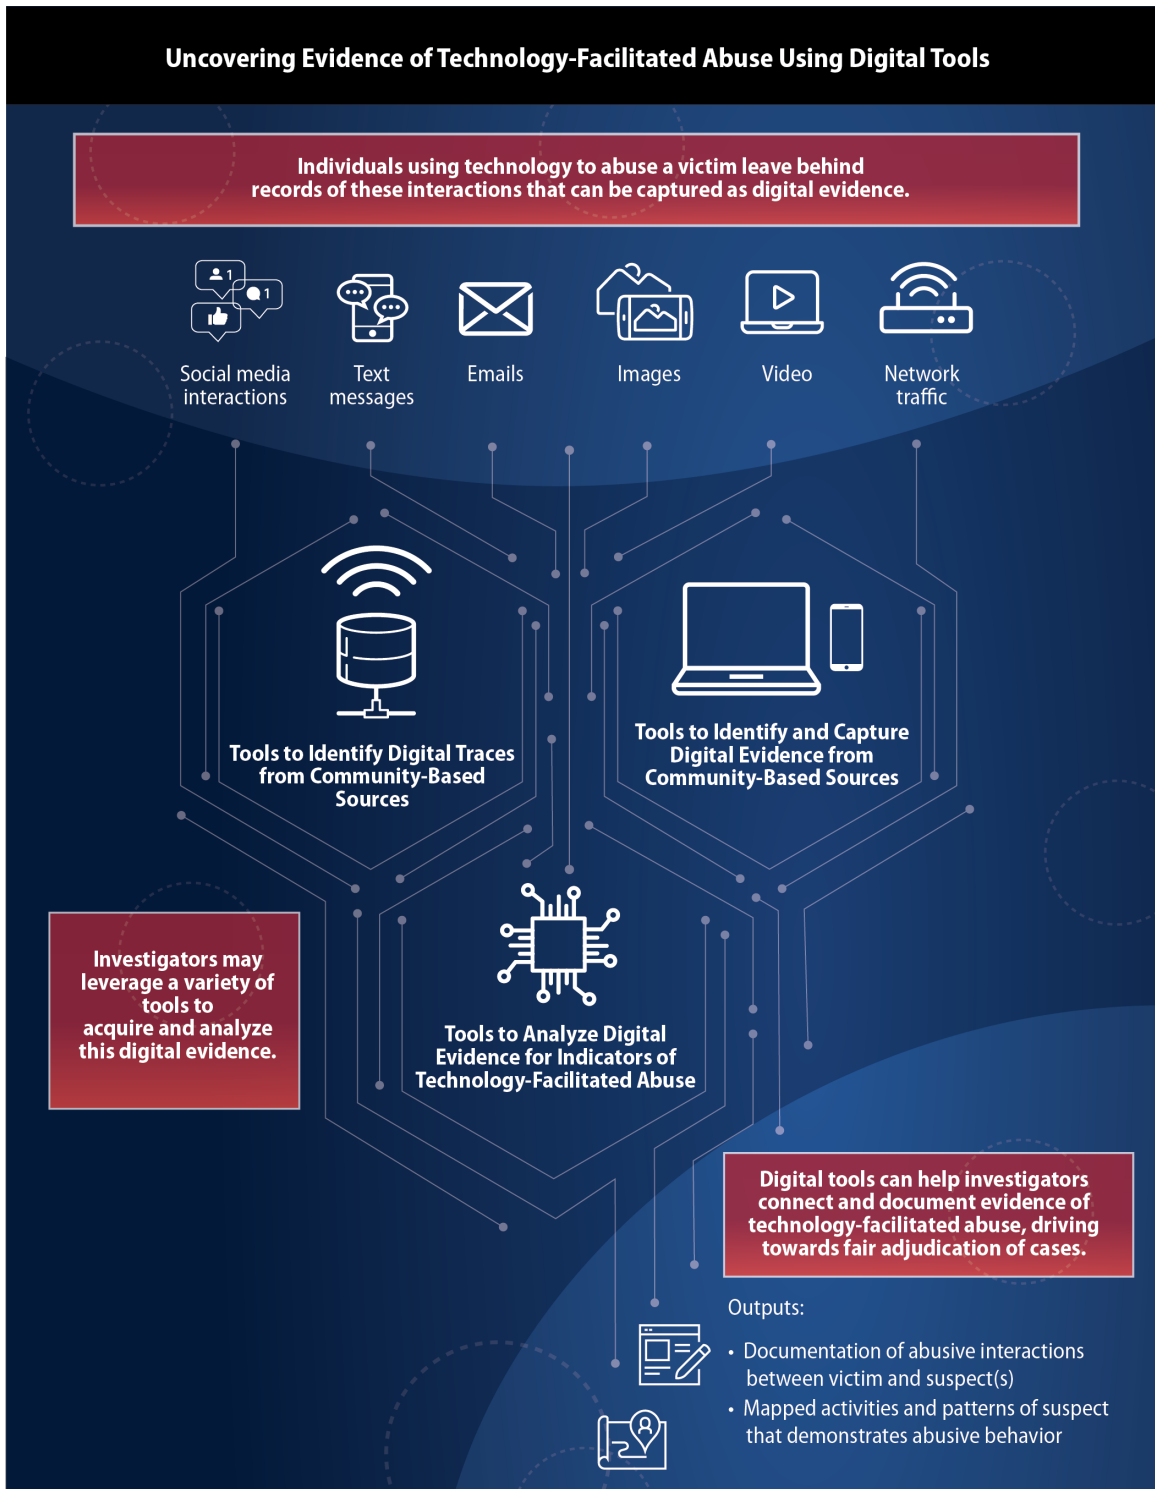 Uncovering Evidence of Technology-Facilitated Abuse Using Digital Tools
Individuals using technology to abuse a victim leave behind
records of these interactions that can be captured as digital evidence.
1
1
Social media
interactions
Text
messages
Emails
Images
Video
Network
traffic
Tools to Identify Digital Traces
from Community-Based
Sources
Tools to Identify and Capture
Digital Evidence from
Community-Based Sources
Investigators may
leverage a variety of
tools to
acquire and analyze
this digital evidence.
Tools to Analyze Digital
Evidence for Indicators of
Technology-Facilitated Abuse
Digital tools can help investigators
connect and document evidence of
technology-facilitated abuse, driving
towards fair adjudication of cases.
Outputs:
• Documentation of abusive interactions
between victim and suspect(s)
• Mapped activities and patterns of suspect
that demonstrates abusive behavior